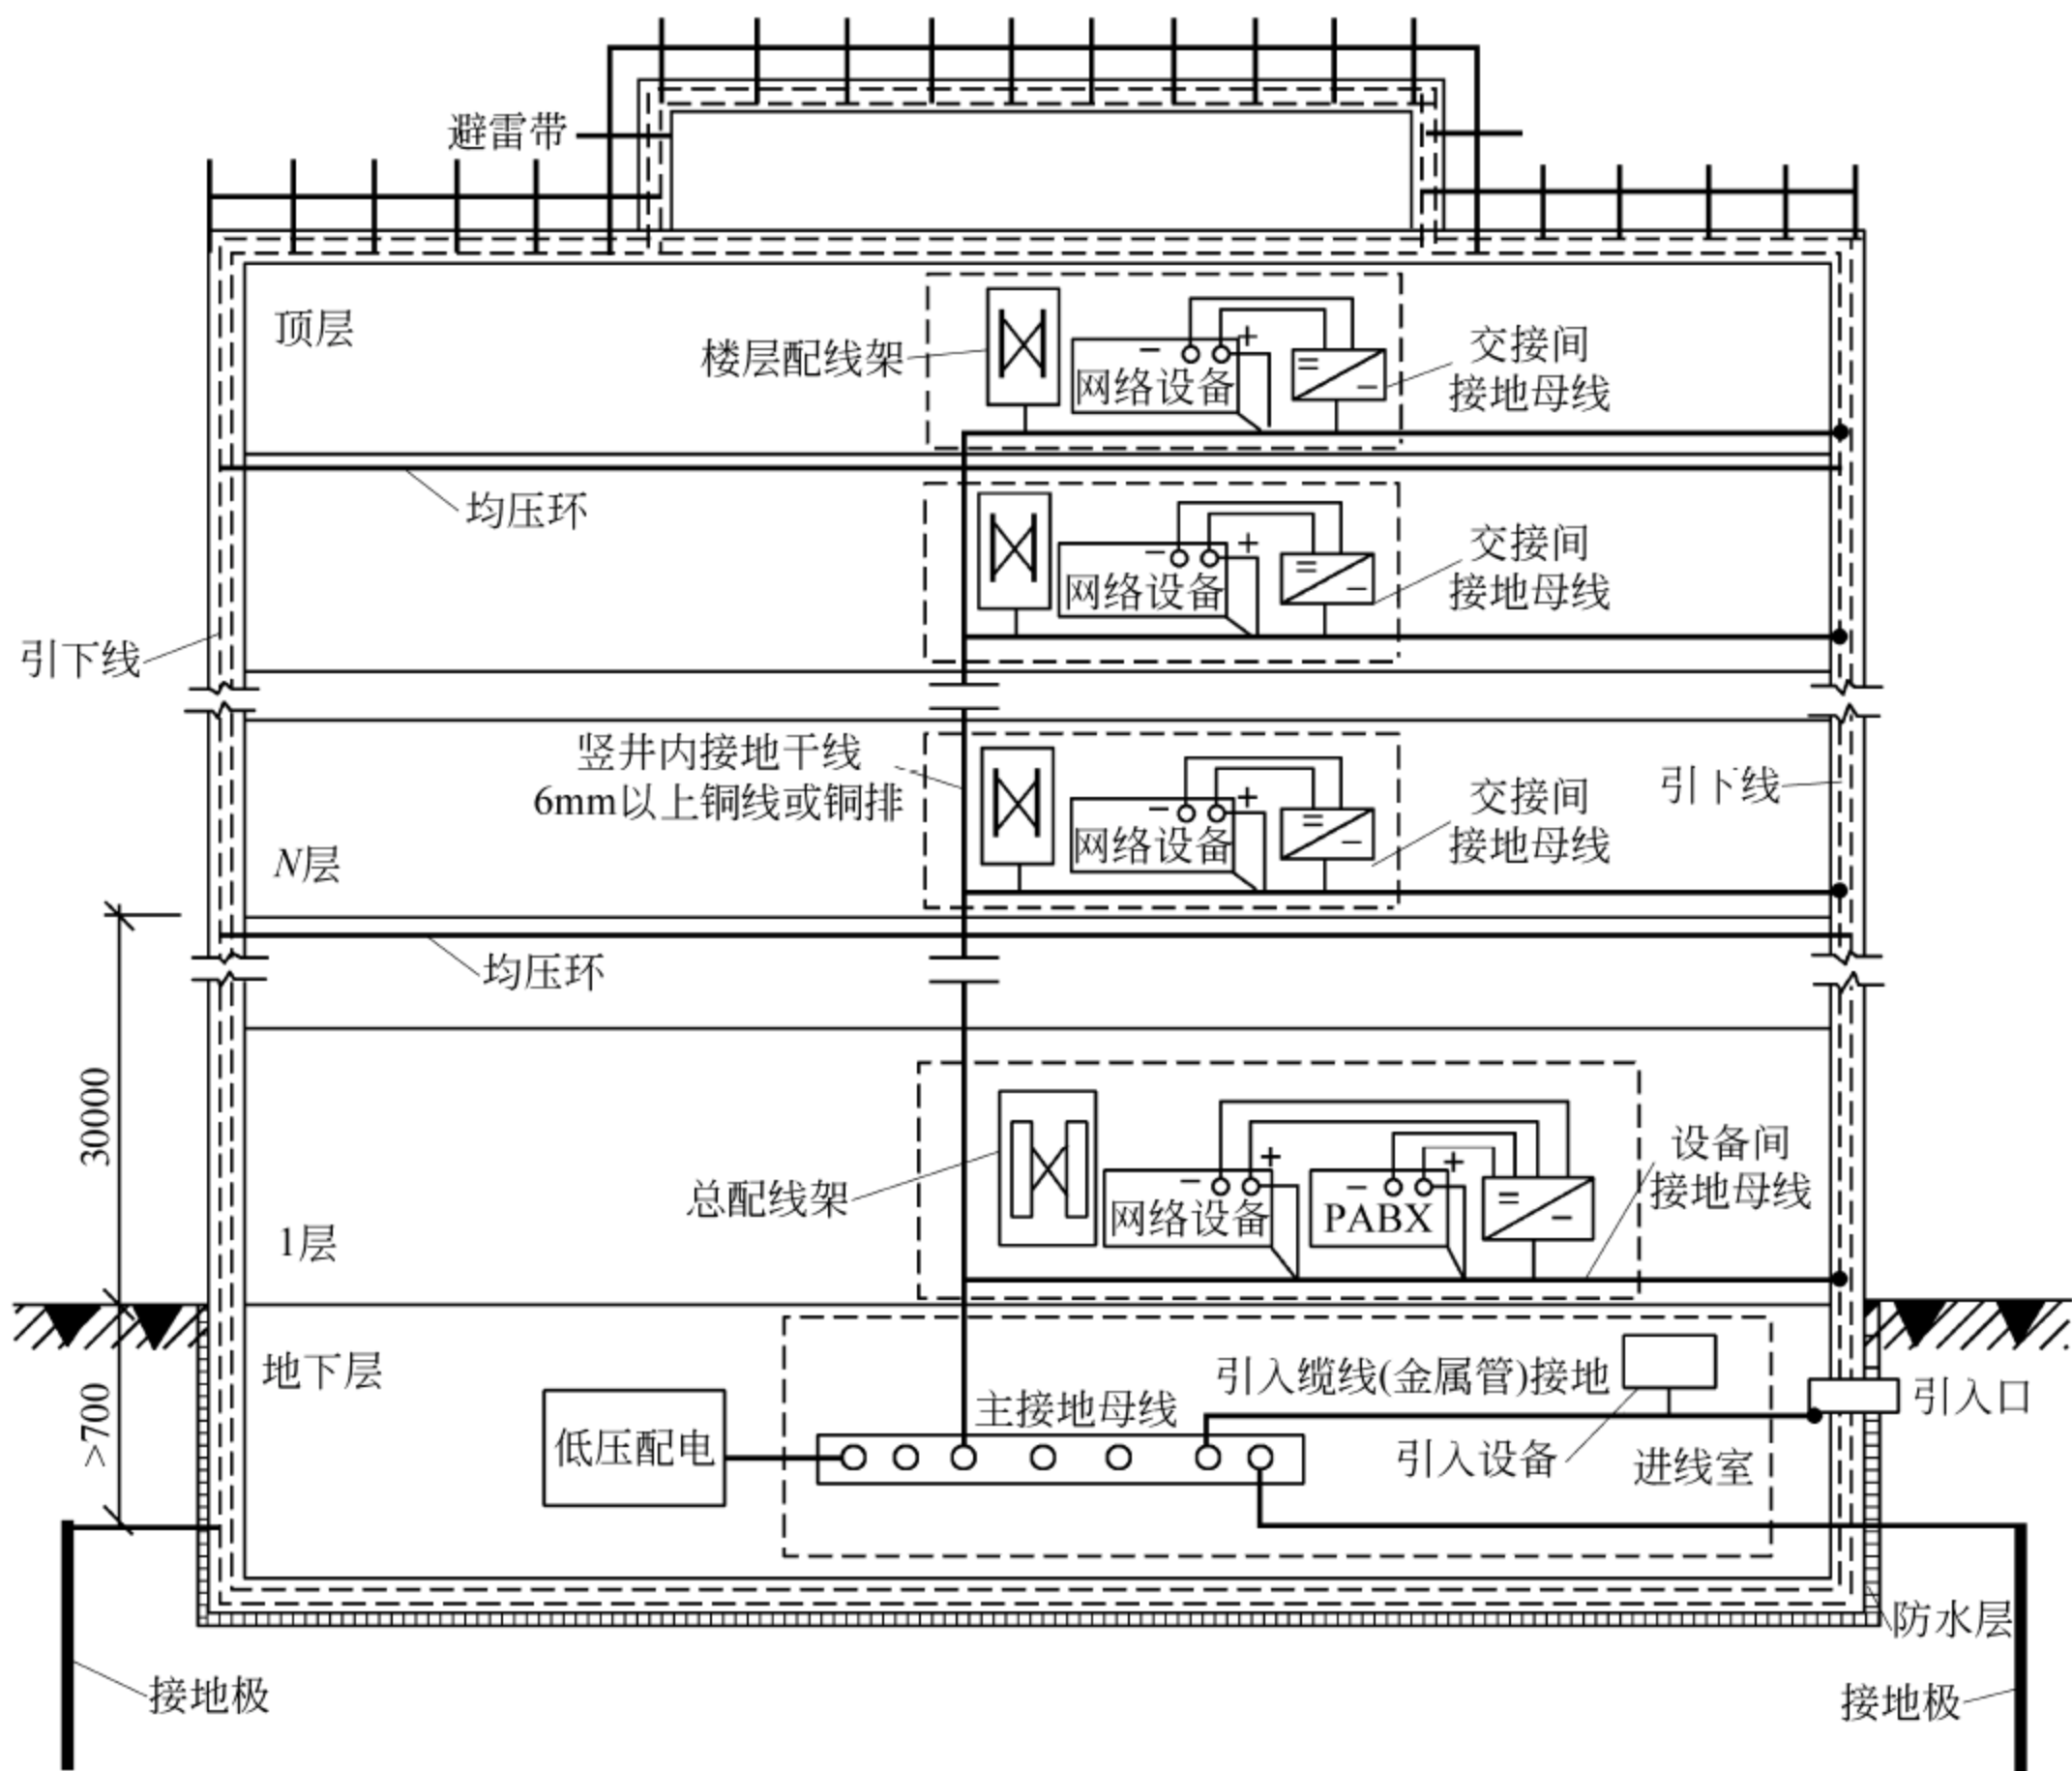 避雷带
顶层
楼层配线架
网络设备
－
+
=
－
交接间
接地母线
均压环
网络设备
－
+
=
－
交接间
接地母线
引下线
竖井内接地干线
6mm以上铜线或铜排
网络设备
－
+
=
－
交接间
接地母线
引下线
N层
均压环
30000
总配线架
网络设备
－
+
PABX
－
+
=
－
设备间
接地母线
1层
地下层
>700
低压配电
主接地母线
引入缆线(金属管)接地
引入设备
进线室
引入口
防水层
接地极
接地极